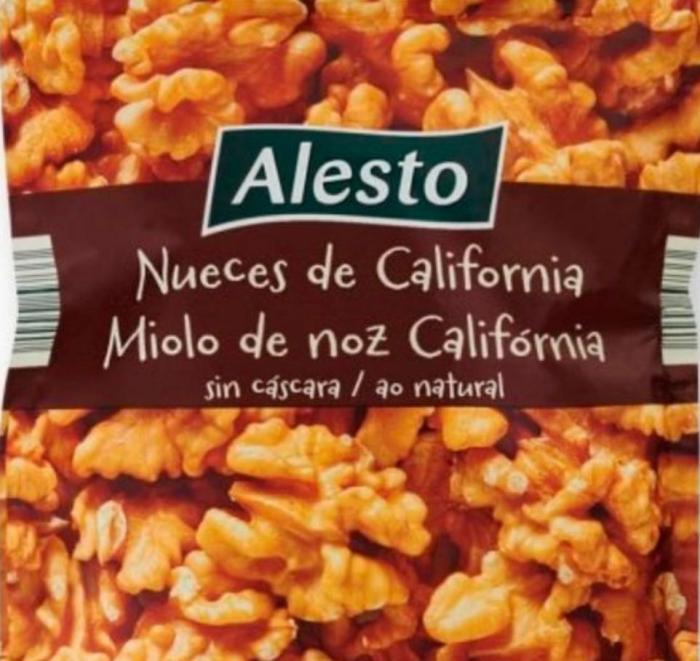 Alesto
Nueces de California
Miolo de noz Califórnia
sin cáscara / ao natural